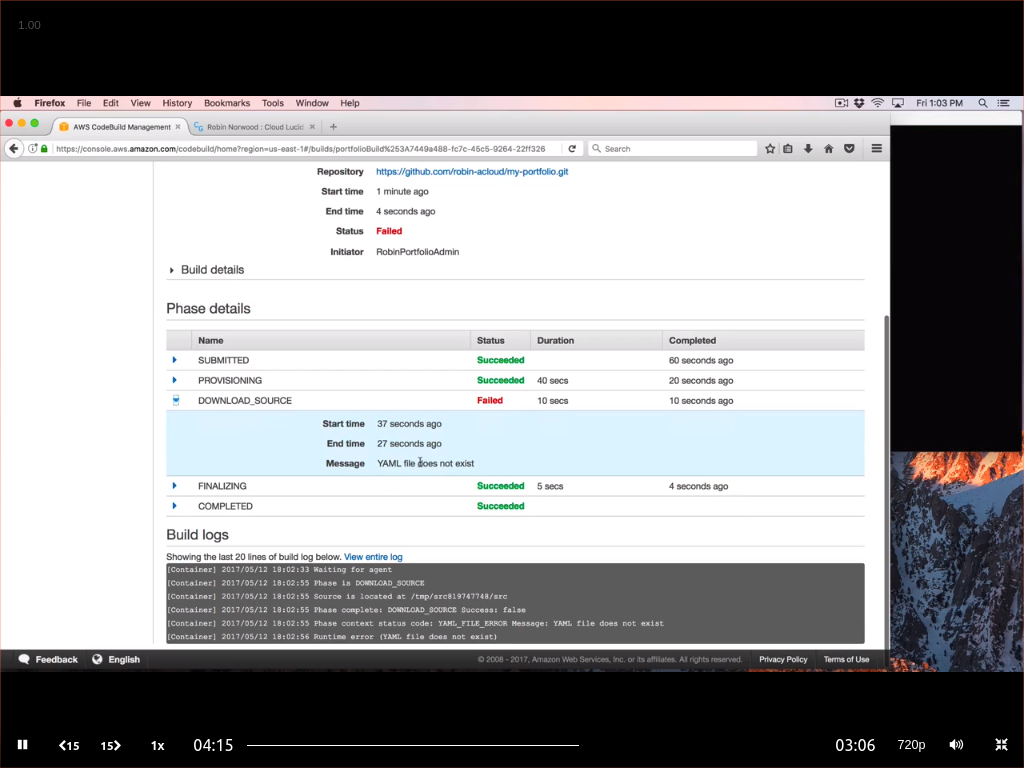 1.00
Firefox File Edit View History Bookmarks Tools Window Help Fri 1:03 PM
AWS CodeBuild Management × Robin Norwood : Cloud Lucid × +
https://console.aws.amazon.com/codebuild/home?region=us-east-1#/builds/portfolioBuild%253A7449a488-fc7c-45c5-9264-22ff326 Search
Repository https://github.com/robin-acloud/my-portfolio.git
Start time 1 minute ago
End time 4 seconds ago
Status Failed
Initiator RobinPortfolioAdmin
Build details
Phase details
Name Status Duration Completed
SUBMITTED Succeeded 60 seconds ago
PROVISIONING Succeeded 40 secs 20 seconds ago
DOWNLOAD_SOURCE Failed 10 secs 10 seconds ago
Start time 37 seconds ago
End time 27 seconds ago
Message YAML file does not exist
FINALIZING Succeeded 5 secs 4 seconds ago
COMPLETED Succeeded
Build logs
Showing the last 20 lines of build log below. View entire log
[Container] 2017/05/12 18:02:33 Waiting for agent
[Container] 2017/05/12 18:02:55 Phase is DOWNLOAD_SOURCE
[Container] 2017/05/12 18:02:55 Source is located at /tmp/src819747748/src
[Container] 2017/05/12 18:02:55 Phase complete: DOWNLOAD_SOURCE Success: false
[Container] 2017/05/12 18:02:55 Phase context status code: YAML_FILE_ERROR Message: YAML file does not exist
[Container] 2017/05/12 18:02:56 Runtime error (YAML file does not exist)
Feedback English © 2008 - 2017, Amazon Web Services, Inc. or its affiliates. All rights reserved. Privacy Policy Terms of Use
15 15 1x 04:15 03:06 720p